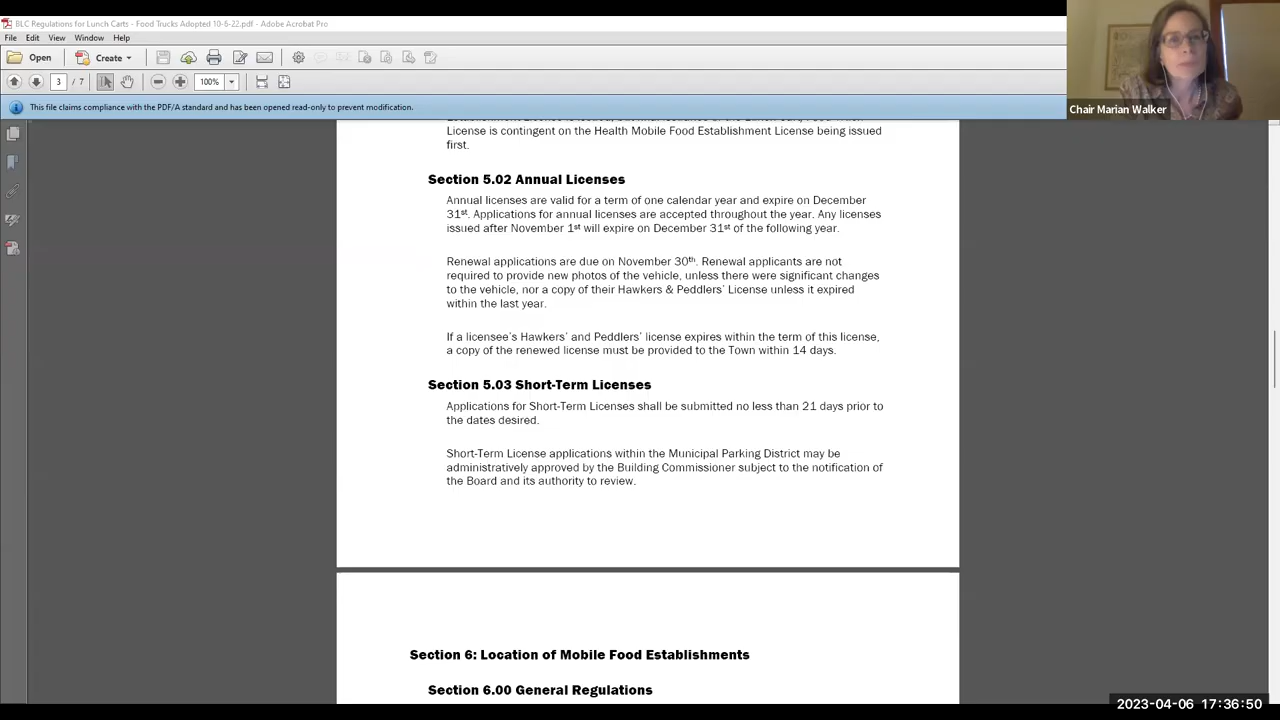 BLC Regulations for Lunch Carts - Food Trucks Adopted 10-6-22.pdf - Adobe Acrobat Pro
File Edit View Window Help
Open Create
3 / 7 100%
This file claims compliance with the PDF/A standard and has been opened read-only to prevent modification.
Chair Marian Walker
License is contingent on the Health Mobile Food Establishment License being issued
first.
Section 5.02 Annual Licenses
Annual licenses are valid for a term of one calendar year and expire on December
31st. Applications for annual licenses are accepted throughout the year. Any licenses
issued after November 1st will expire on December 31st of the following year.
Renewal applications are due on November 30th. Renewal applicants are not
required to provide new photos of the vehicle, unless there were significant changes
to the vehicle, nor a copy of their Hawkers & Peddlers' License unless it expired
within the last year.
If a licensee's Hawkers' and Peddlers' license expires within the term of this license,
a copy of the renewed license must be provided to the Town within 14 days.
Section 5.03 Short-Term Licenses
Applications for Short-Term Licenses shall be submitted no less than 21 days prior to
the dates desired.
Short-Term License applications within the Municipal Parking District may be
administratively approved by the Building Commissioner subject to the notification of
the Board and its authority to review.
Section 6: Location of Mobile Food Establishments
Section 6.00 General Regulations
2023-04-06 17:36:50